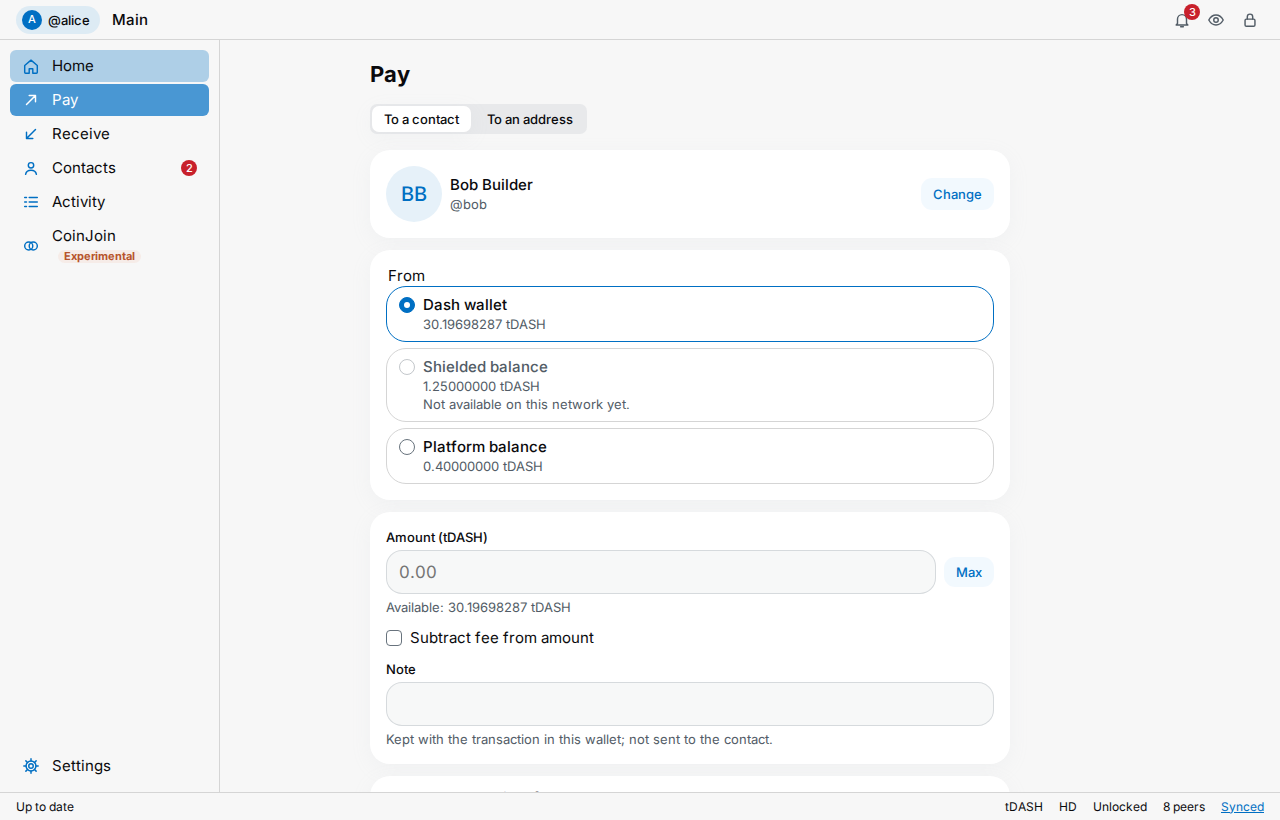 A @alice Main 3
Home
Pay
Receive
Contacts 2
Activity
CoinJoin
Experimental
Settings
Pay
To a contact To an address
BB Bob Builder
@bob
Change
From
Dash wallet
30.19698287 tDASH
Shielded balance
1.25000000 tDASH
Not available on this network yet.
Platform balance
0.40000000 tDASH
Amount (tDASH)
0.00 Max
Available: 30.19698287 tDASH
Subtract fee from amount
Note
Kept with the transaction in this wallet; not sent to the contact.
Up to date tDASH HD Unlocked 8 peers Synced